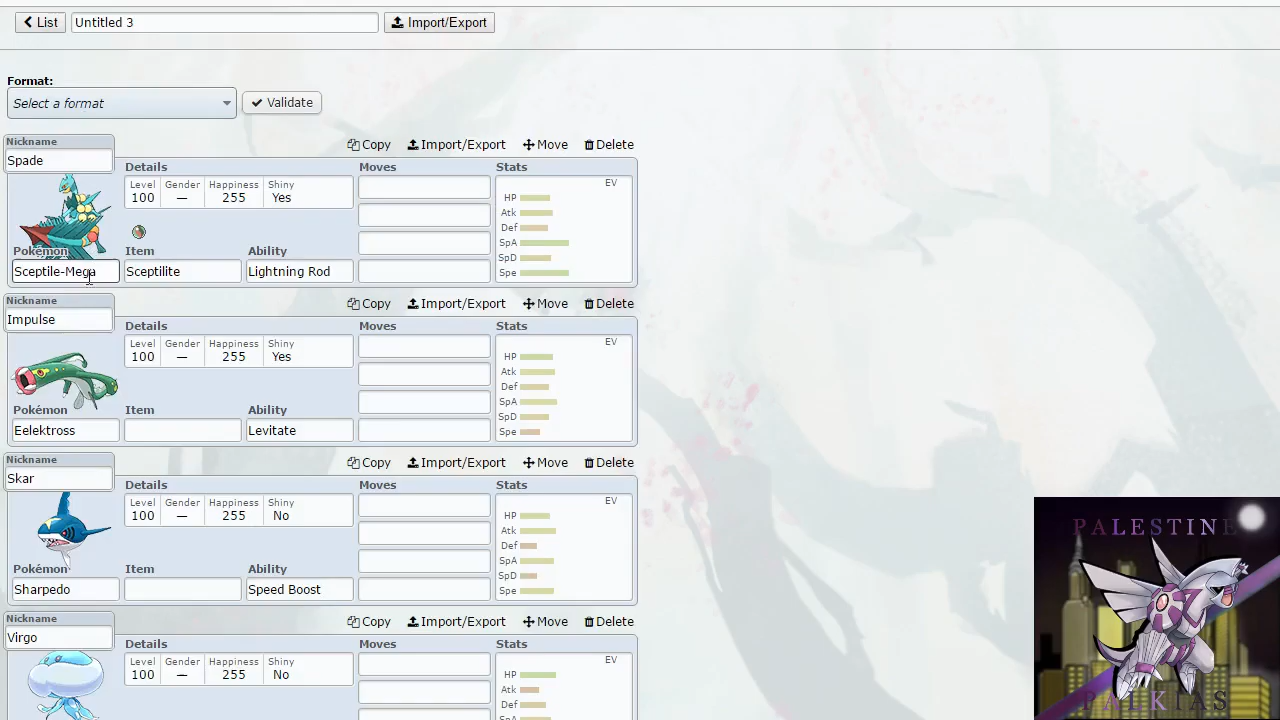 List Untitled 3 Import/Export
Format:
Select a format Validate
Nickname
Spade
Copy Import/Export Move Delete
Details Moves Stats
Level Gender Happiness Shiny
100 — 255 Yes
EV
HP
Atk
Def
SpA
SpD
Spe
Pokémon Item Ability
Sceptile-Mega Sceptilite Lightning Rod
Nickname
Impulse
Copy Import/Export Move Delete
Details Moves Stats
Level Gender Happiness Shiny
100 — 255 Yes
EV
HP
Atk
Def
SpA
SpD
Spe
Pokémon Item Ability
Eelektross Levitate
Nickname
Skar
Copy Import/Export Move Delete
Details Moves Stats
Level Gender Happiness Shiny
100 — 255 No
EV
HP
Atk
Def
SpA
SpD
Spe
Pokémon Item Ability
Sharpedo Speed Boost
Nickname
Virgo
Copy Import/Export Move Delete
Details Moves Stats
Level Gender Happiness Shiny
100 — 255 No
EV
HP
Atk
Def
SpA
PALESTINE
PALKIAS